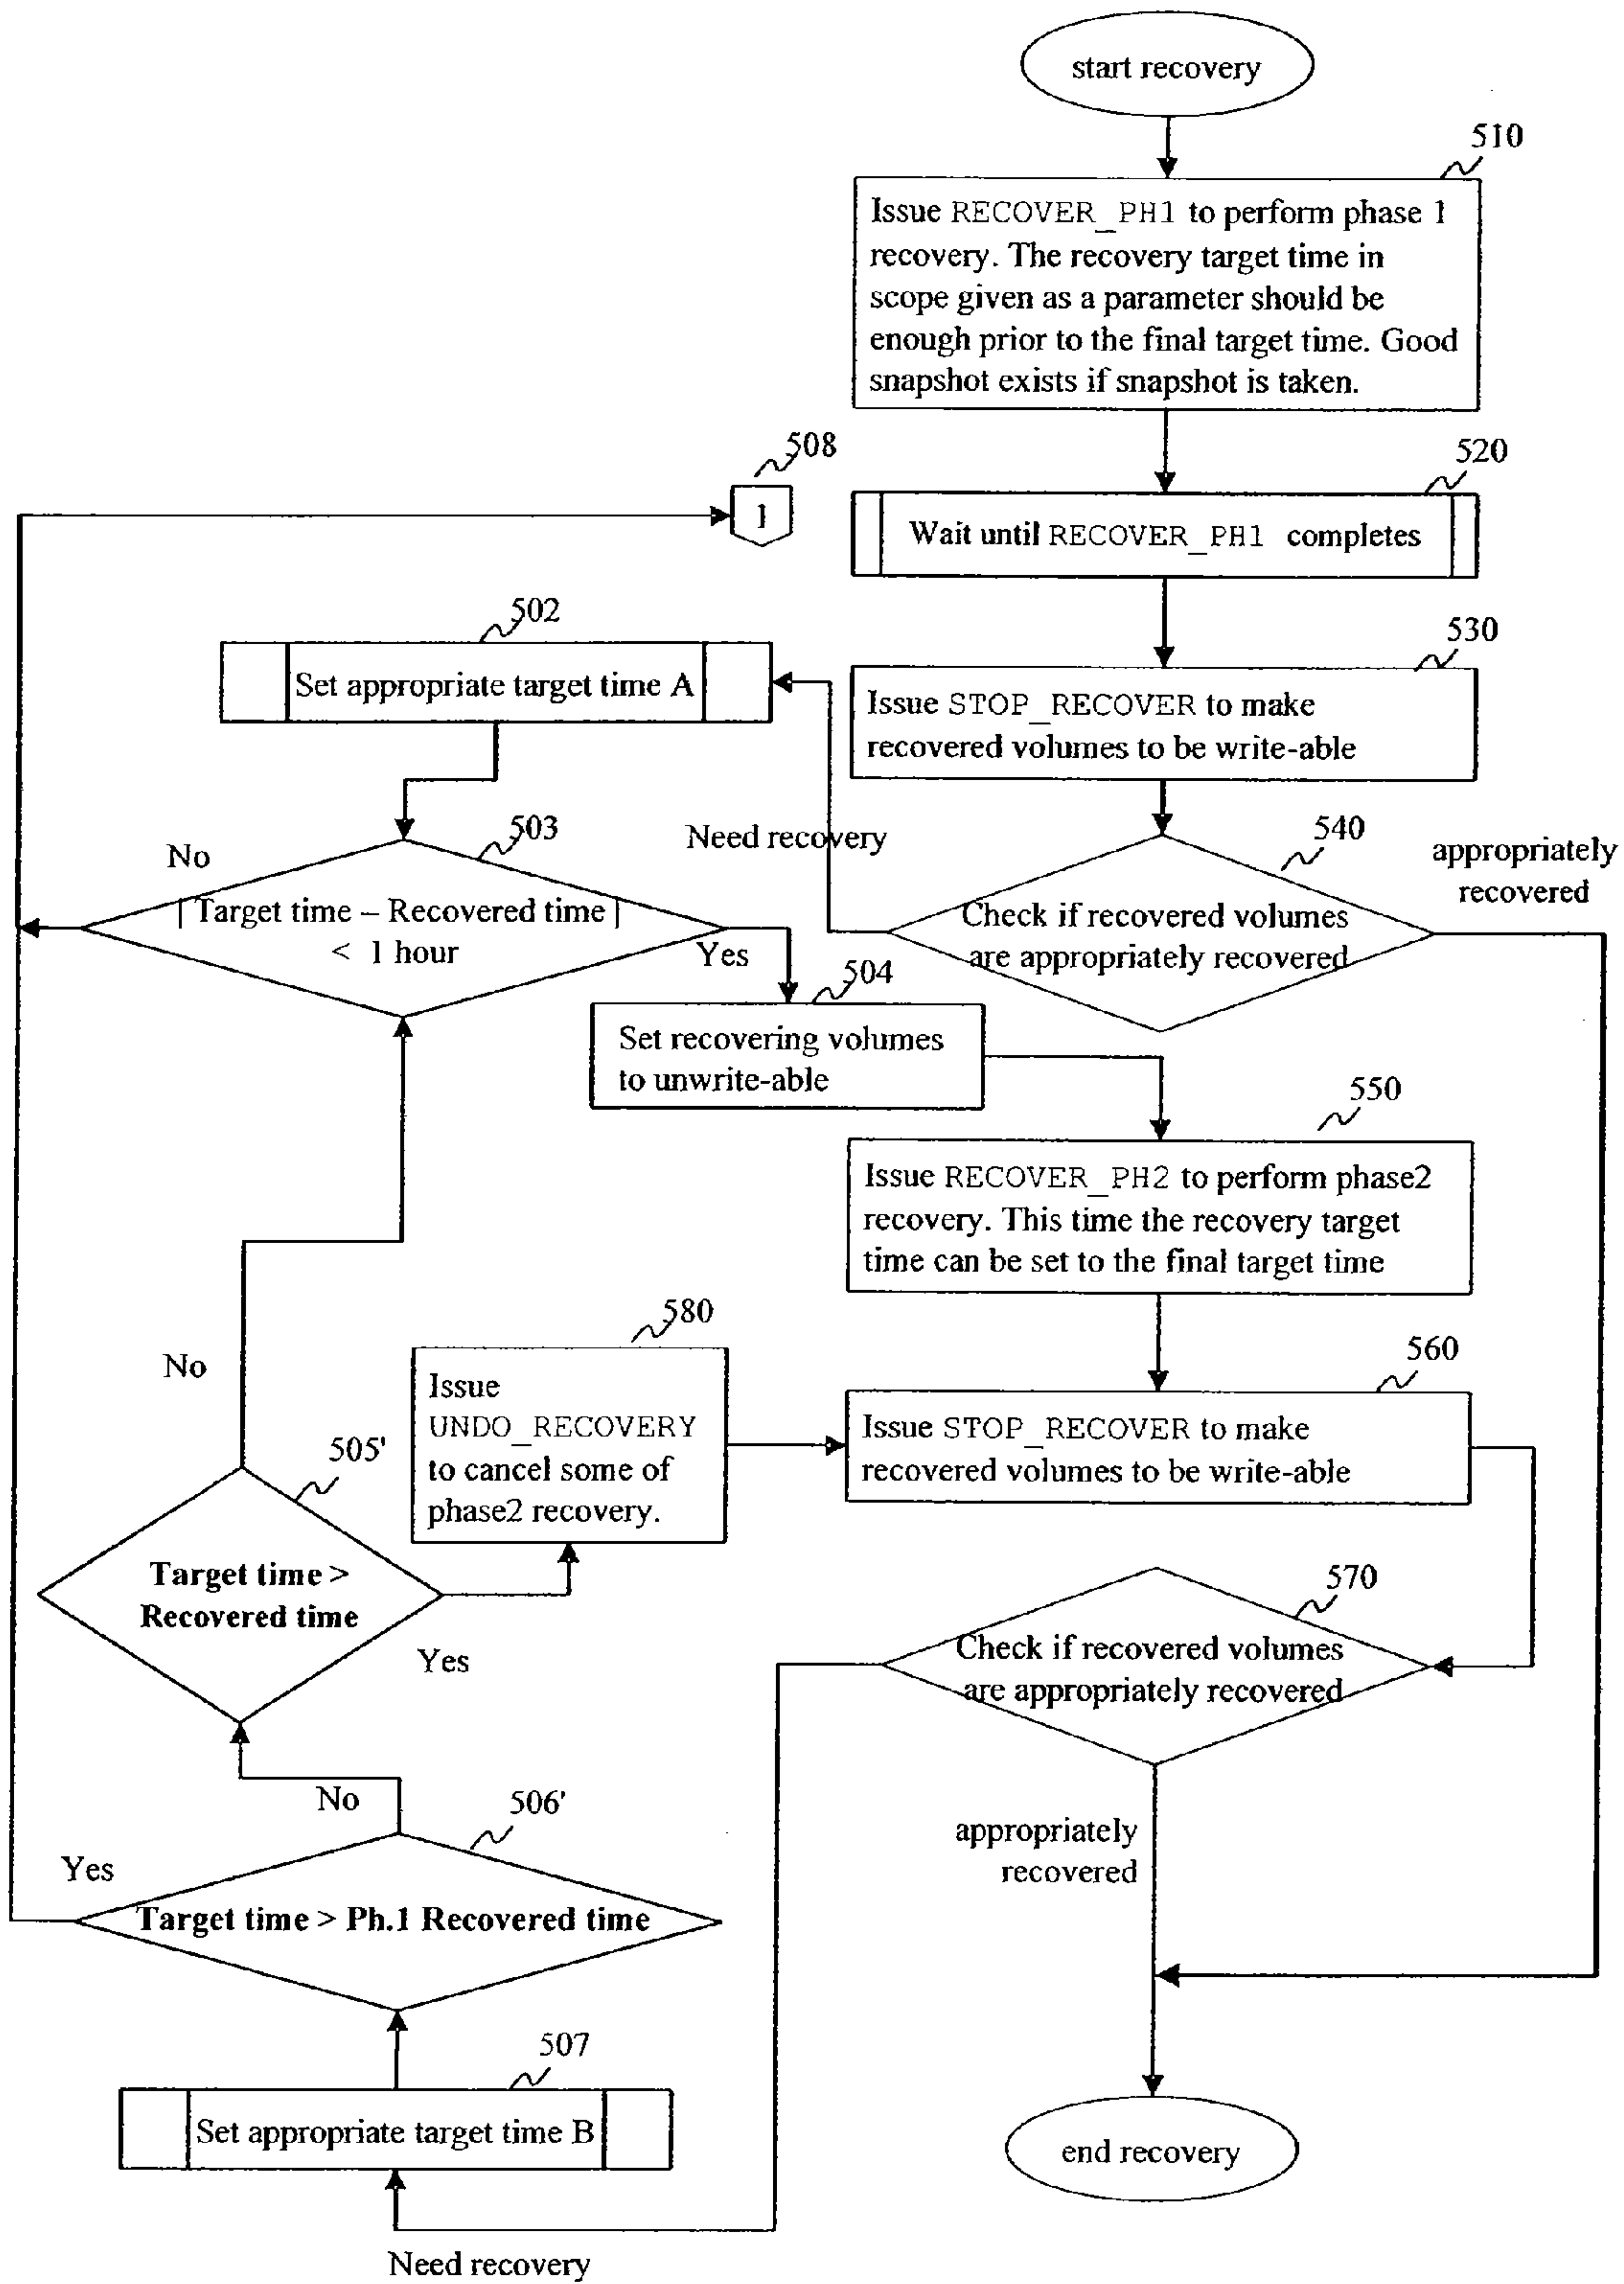 start recovery
510
Issue RECOVER_PH1 to perform phase 1
recovery. The recovery target time in
scope given as a parameter should be
enough prior to the final target time. Good
snapshot exists if snapshot is taken.
508
1
520
Wait until RECOVER_PH1 completes
502
Set appropriate target time A
530
Issue STOP_RECOVER to make
recovered volumes to be write-able
503
No
Need recovery
540
appropriately
recovered
| Target time – Recovered time |
< 1 hour
Yes
Check if recovered volumes
are appropriately recovered
504
Set recovering volumes
to unwrite-able
550
Issue RECOVER_PH2 to perform phase2
recovery. This time the recovery target
time can be set to the final target time
580
No
Issue
UNDO_RECOVERY
to cancel some of
phase2 recovery.
560
Issue STOP_RECOVER to make
recovered volumes to be write-able
505'
Target time >
Recovered time
Yes
570
Check if recovered volumes
are appropriately recovered
No
506'
Yes
Target time > Ph.1 Recovered time
appropriately
recovered
507
Set appropriate target time B
end recovery
Need recovery